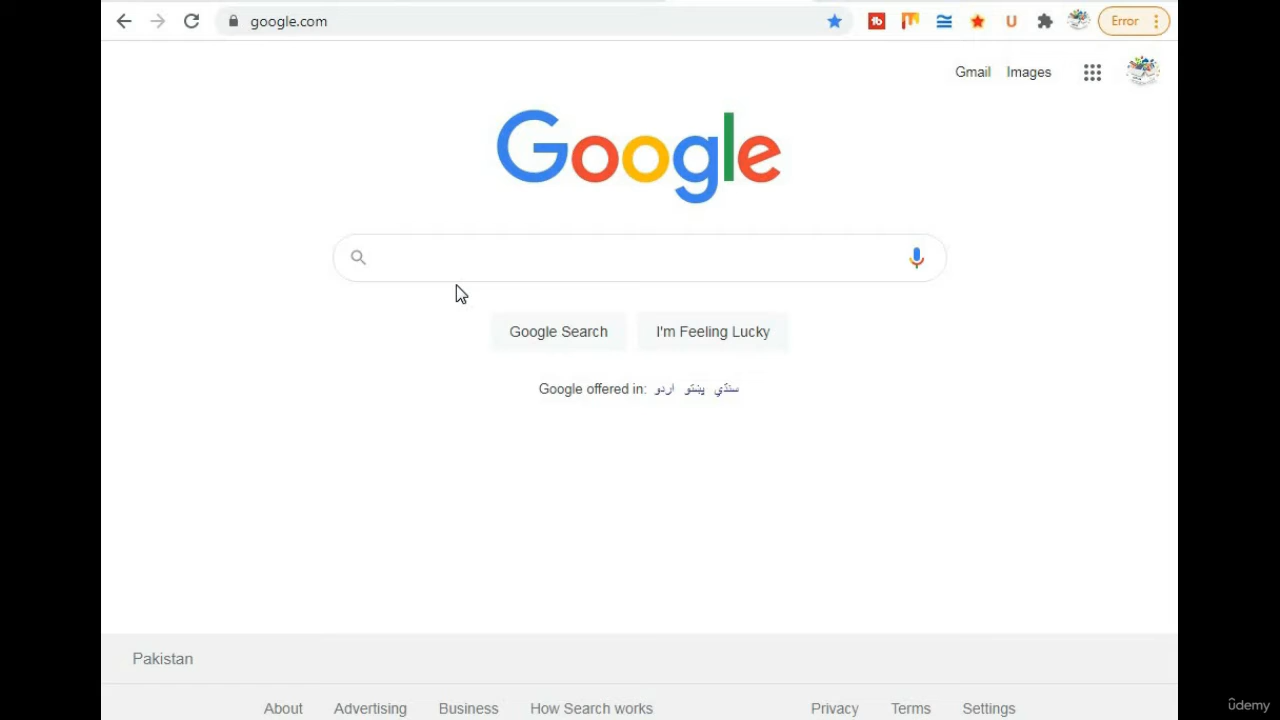 google.com
Error
Gmail Images
Google
Google Search I'm Feeling Lucky
Google offered in: اردو پښتو سنڌي
Pakistan
About Advertising Business How Search works Privacy Terms Settings
ûdemy